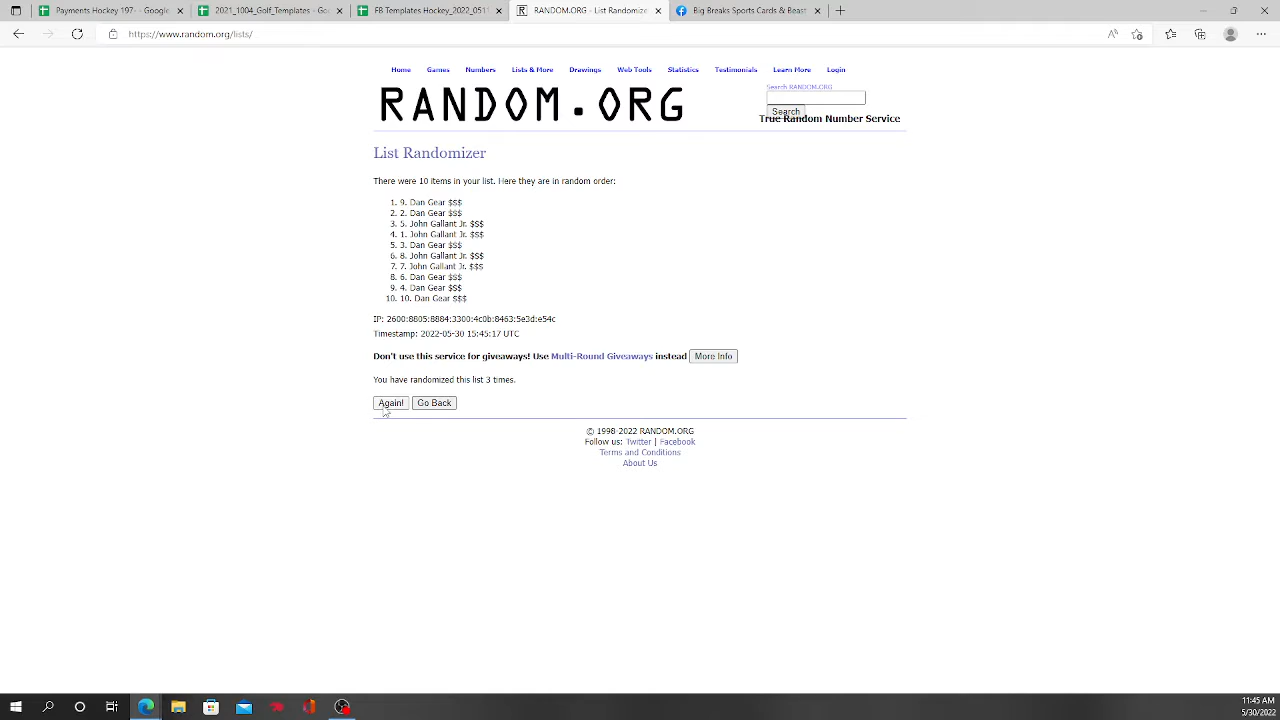 Payments Hockey 197 - Google
2021_1004_Golf_Templates - Go
FB Templates Hockey_2022_01
RANDOM.ORG - List Randomize
Big Breaks Sports Cards & Beast
https://www.random.org/lists/
Home Games Numbers Lists & More Drawings Web Tools Statistics Testimonials Learn More Login
RANDOM.ORG
Search RANDOM.ORG
Search
True Random Number Service
List Randomizer
There were 10 items in your list. Here they are in random order:
1. 9. Dan Gear $$$
2. 2. Dan Gear $$$
3. 5. John Gallant Jr. $$$
4. 1. John Gallant Jr. $$$
5. 3. Dan Gear $$$
6. 8. John Gallant Jr. $$$
7. 7. John Gallant Jr. $$$
8. 6. Dan Gear $$$
9. 4. Dan Gear $$$
10. 10. Dan Gear $$$
IP: 2600:8805:8884:3300:4c0b:8463:5e3d:e54c
Timestamp: 2022-05-30 15:45:17 UTC
Don't use this service for giveaways! Use Multi-Round Giveaways instead More Info
You have randomized this list 3 times.
Again! Go Back
© 1998-2022 RANDOM.ORG
Follow us: Twitter | Facebook
Terms and Conditions
About Us
11:45 AM
5/30/2022